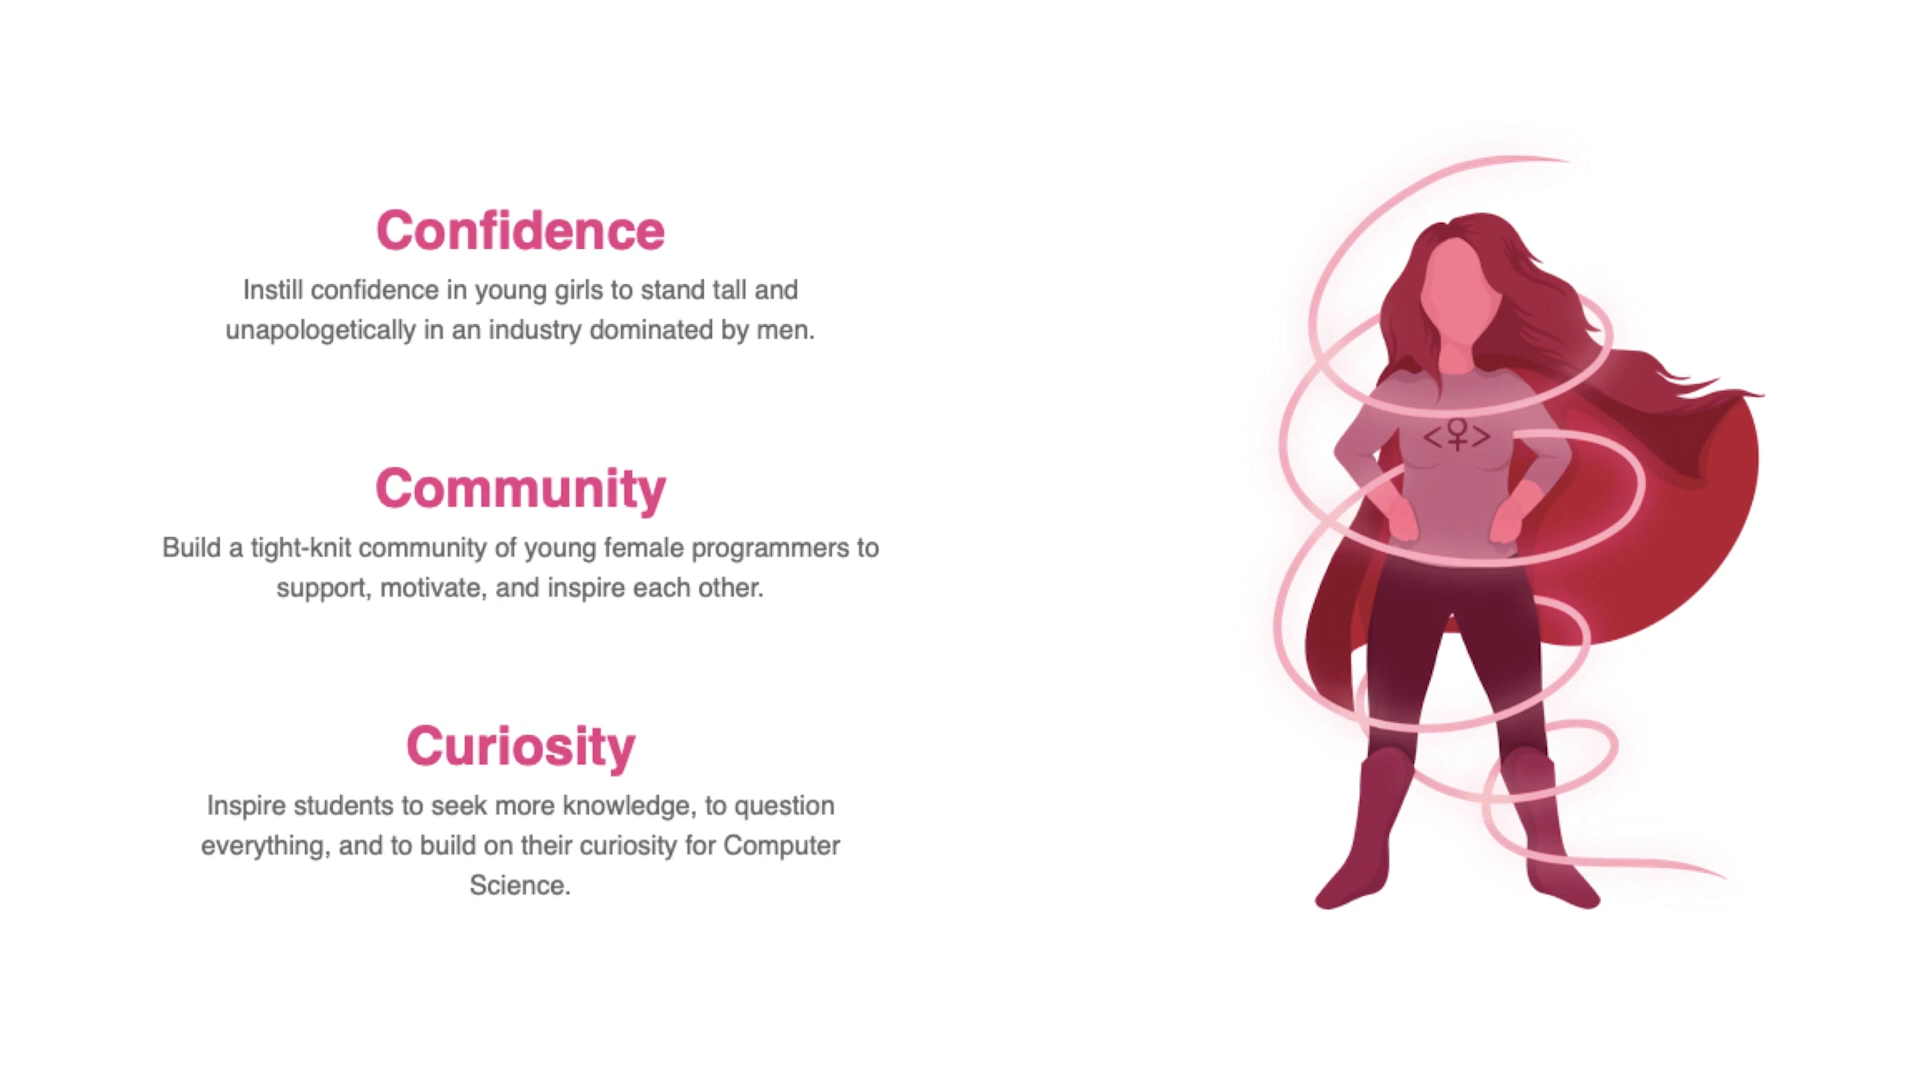 Confidence
Instill confidence in young girls to stand tall and
unapologetically in an industry dominated by men.
Community
Build a tight-knit community of young female programmers to
support, motivate, and inspire each other.
Curiosity
Inspire students to seek more knowledge, to question
everything, and to build on their curiosity for Computer
Science.
<♀>